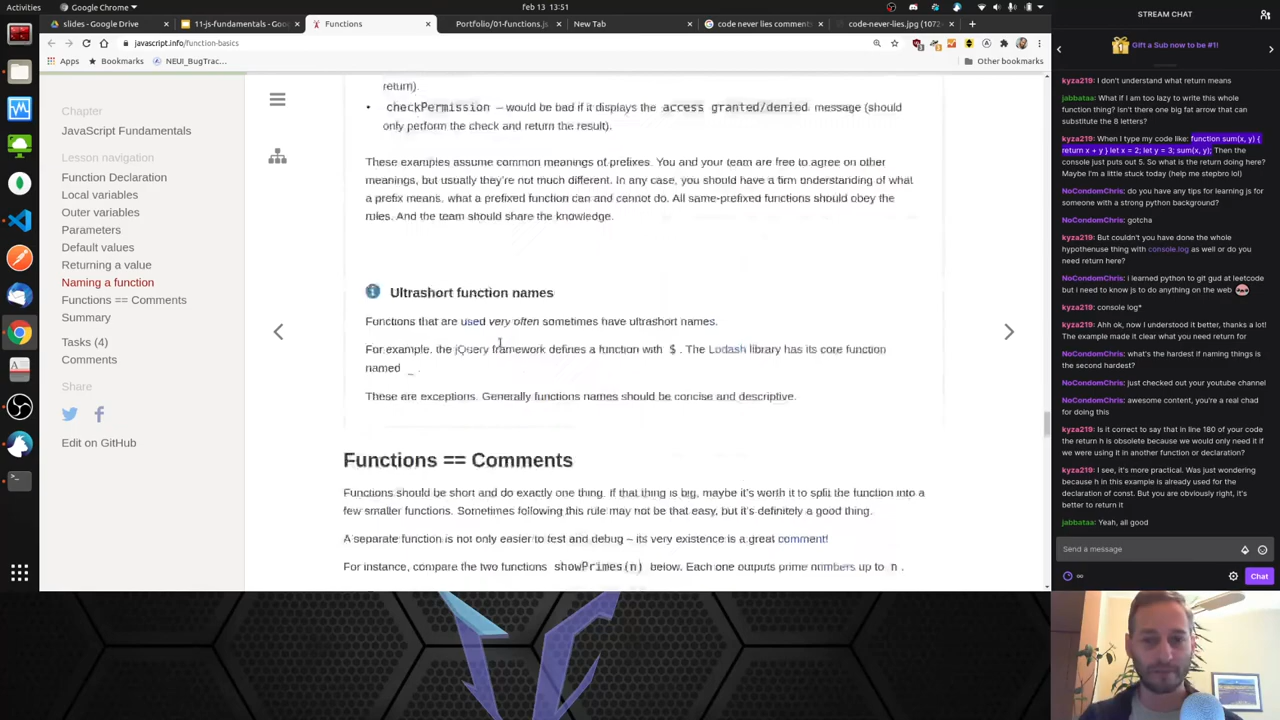 Activities
Google Chrome
feb 13 13:51
slides - Google Drive
11-js-fundamentals - Goo
Functions
Portfolio/01-functions.js
New Tab
code never lies comments
code-never-lies.jpg (1072
javascript.info/function-basics
Apps
Bookmarks
NEUI_BugTrac...
Other bookmarks
Chapter
JavaScript Fundamentals
Lesson navigation
Function Declaration
Local variables
Outer variables
Parameters
Default values
Returning a value
Naming a function
Functions == Comments
Summary
Tasks (4)
Comments
Share
Edit on GitHub
return).
• checkPermission – would be bad if it displays the access granted/denied message (should
only perform the check and return the result).
These examples assume common meanings of prefixes. You and your team are free to agree on other
meanings, but usually they're not much different. In any case, you should have a firm understanding of what
a prefix means, what a prefixed function can and cannot do. All same-prefixed functions should obey the
rules. And the team should share the knowledge.
Ultrashort function names
Functions that are used very often sometimes have ultrashort names.
For example, the jQuery framework defines a function with $ . The Lodash library has its core function
named _ .
These are exceptions. Generally functions names should be concise and descriptive.
Functions == Comments
Functions should be short and do exactly one thing. If that thing is big, maybe it's worth it to split the function into a
few smaller functions. Sometimes following this rule may not be that easy, but it's definitely a good thing.
A separate function is not only easier to test and debug – its very existence is a great comment!
For instance, compare the two functions showPrimes(n) below. Each one outputs prime numbers up to n .
STREAM CHAT
Gift a Sub now to be #1!
kyza219: I don't understand what return means
jabbataa: What if I am too lazy to write this whole
function thing? Isn't there one big fat arrow that can
substitute the 8 letters?
kyza219: When I type my code like: function sum(x, y) {
return x + y } let x = 2; let y = 3; sum(x, y); Then the
console just puts out 5. So what is the return doing here?
Maybe I'm a little stuck today (help me stepbro lol)
NoCondomChris: do you have any tips for learning js for
someone with a strong python background?
NoCondomChris: gotcha
kyza219: But couldn't you have done the whole
hypothenuse thing with console.log as well or do you
need return here?
NoCondomChris: i learned python to git gud at leetcode
but i need to know js to do anything on the web
kyza219: console log*
kyza219: Ahh ok, now I understood it better, thanks a lot!
The example made it clear what you need return for
NoCondomChris: what's the hardest if naming things is
the second hardest?
NoCondomChris: just checked out your youtube channel
NoCondomChris: awesome content, you're a real chad
for doing this
kyza219: Is it correct to say that in line 180 of your code
the return h is obsolete because we would only need it if
we were using it in another function or declaration?
kyza219: I see, it's more practical. Was just wondering
because h in this example is already used for the
declaration of const. But you are obviously right, it's
better to return it
jabbataa: Yeah, all good
Send a message
Chat